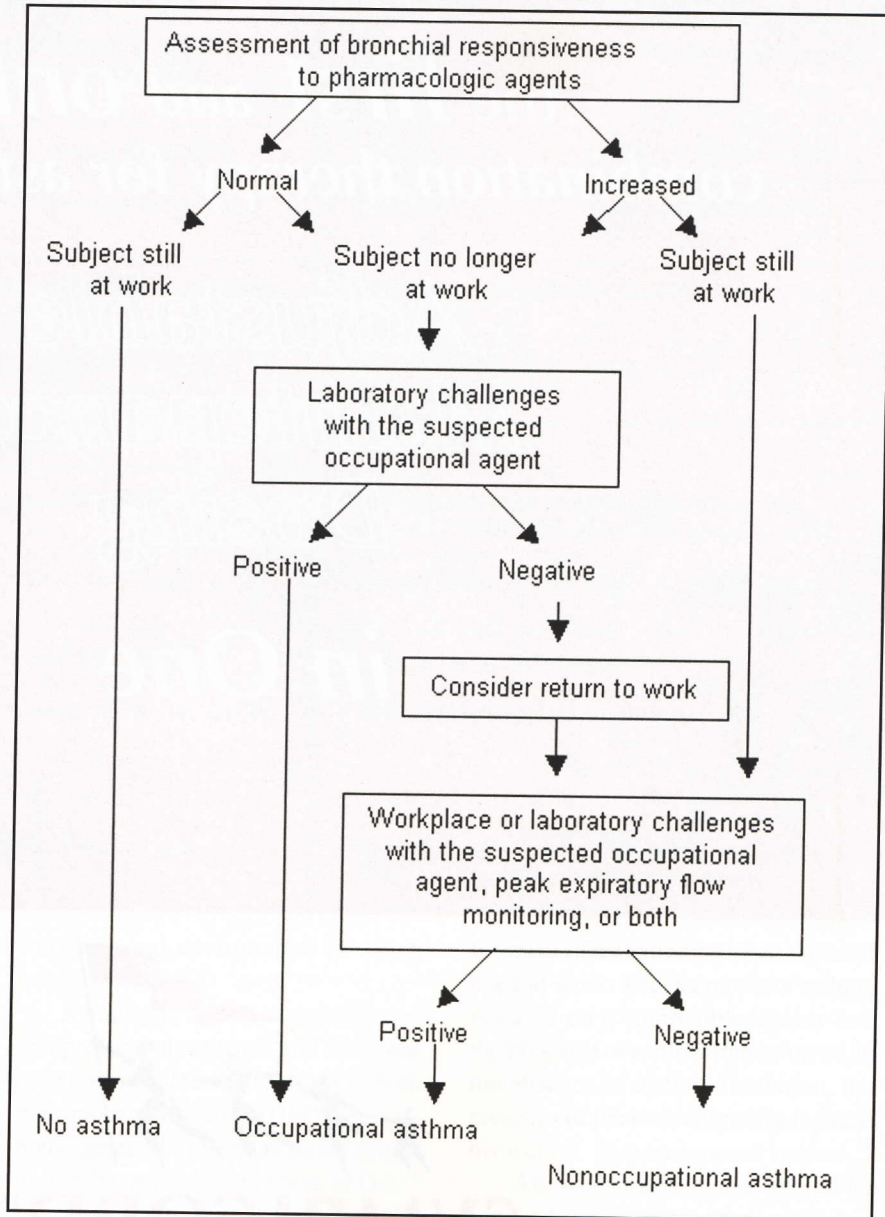 Assessment of bronchial responsiveness
to pharmacologic agents
Normal
Increased
Subject still
at work
Subject no longer
at work
Subject still
at work
Laboratory challenges
with the suspected
occupational agent
Positive
Negative
Consider return to work
Workplace or laboratory challenges
with the suspected occupational
agent, peak expiratory flow
monitoring, or both
Positive
Negative
No asthma
Occupational asthma
Nonoccupational asthma